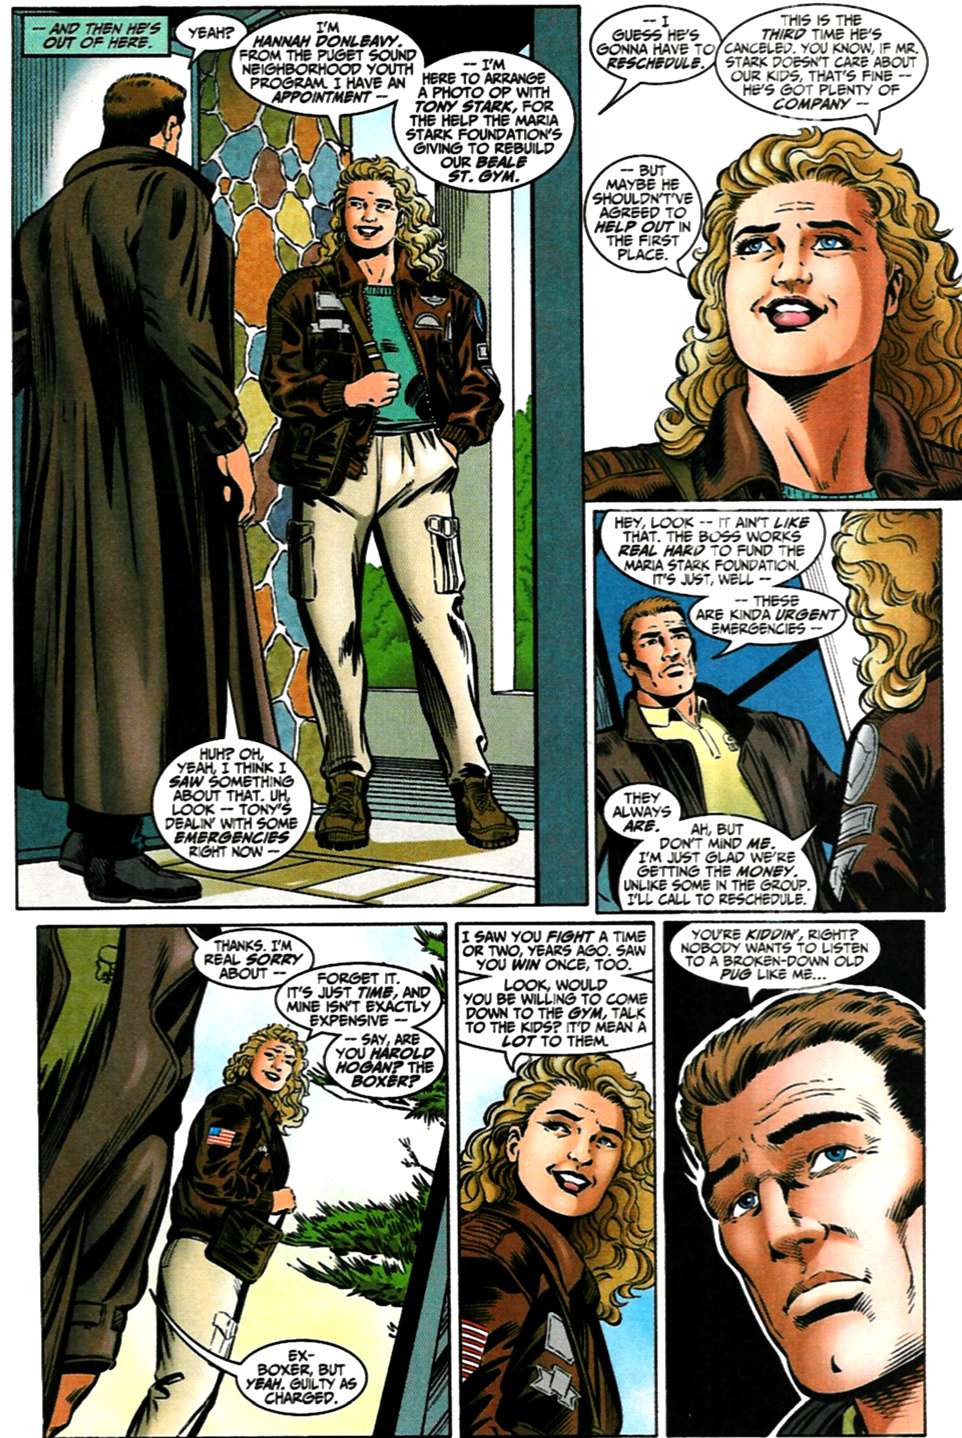 -- AND THEN HE'S
OUT OF HERE.
YEAH?
I'M
HANNAH DONLEAVY.
FROM THE PUGET SOUND
NEIGHBORHOOD YOUTH
PROGRAM. I HAVE AN
APPOINTMENT --
-- I'M
HERE TO ARRANGE
A PHOTO OP WITH
TONY STARK, FOR
THE HELP THE MARIA
STARK FOUNDATION'S
GIVING TO REBUILD
OUR BEALE
ST. GYM.
HUH? OH,
YEAH, I THINK I
SAW SOMETHING
ABOUT THAT. UH,
LOOK -- TONY'S
DEALIN' WITH SOME
EMERGENCIES
RIGHT NOW --
-- I
GUESS HE'S
GONNA HAVE TO
RESCHEDULE.
THIS IS THE
THIRD TIME HE'S
CANCELED. YOU KNOW, IF MR.
STARK DOESN'T CARE ABOUT
OUR KIDS, THAT'S FINE --
HE'S GOT PLENTY OF
COMPANY --
-- BUT
MAYBE HE
SHOULDN'T'VE
AGREED TO
HELP OUT IN
THE FIRST
PLACE.
HEY, LOOK -- IT AIN'T LIKE
THAT. THE BOSS WORKS
REAL HARD TO FUND THE
MARIA STARK FOUNDATION.
IT'S JUST, WELL --
-- THESE
ARE KINDA URGENT
EMERGENCIES --
THEY
ALWAYS
ARE.
AH, BUT
DON'T MIND ME.
I'M JUST GLAD WE'RE
GETTING THE MONEY.
UNLIKE SOME IN THE GROUP.
I'LL CALL TO RESCHEDULE.
THANKS. I'M
REAL SORRY
ABOUT --
FORGET IT.
IT'S JUST TIME, AND
MINE ISN'T EXACTLY
EXPENSIVE --
-- SAY, ARE
YOU HAROLD
HOGAN? THE
BOXER?
EX-
BOXER, BUT
YEAH. GUILTY AS
CHARGED.
I SAW YOU FIGHT A TIME
OR TWO, YEARS AGO. SAW
YOU WIN ONCE, TOO.
LOOK, WOULD
YOU BE WILLING TO COME
DOWN TO THE GYM, TALK
TO THE KIDS? IT'D MEAN A
LOT TO THEM.
YOU'RE KIDDIN', RIGHT?
NOBODY WANTS TO LISTEN
TO A BROKEN-DOWN OLD
PUG LIKE ME...